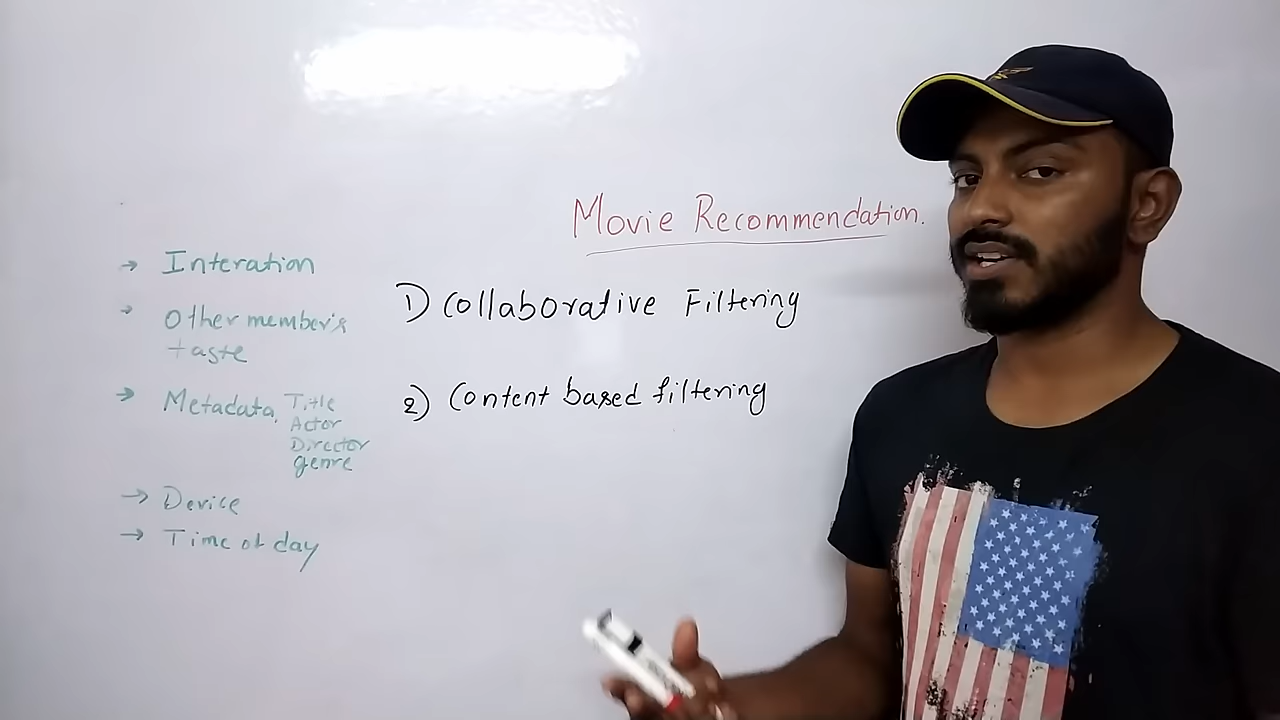 Movie Recommendation.
→ Interation
→ Other member's
taste
→ Metadata. Title
Actor
Director
genre
→ Device
→ Time of day
1) Collaborative Filtering
2) Content based filtering